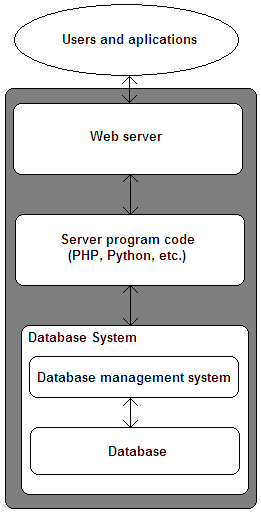 Users and aplications
Web server
Server program code
(PHP, Python, etc.)
Database System
Database management system
Database